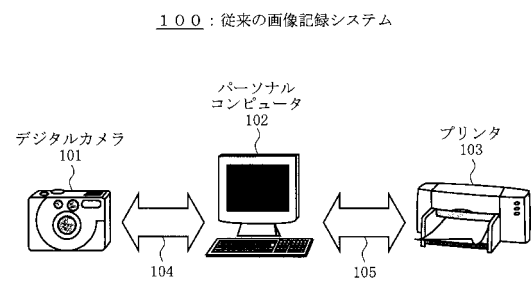 １００：従来の画像記録システム
パーソナル
コンピュータ
102
デジタルカメラ
101
プリンタ
103
104
105